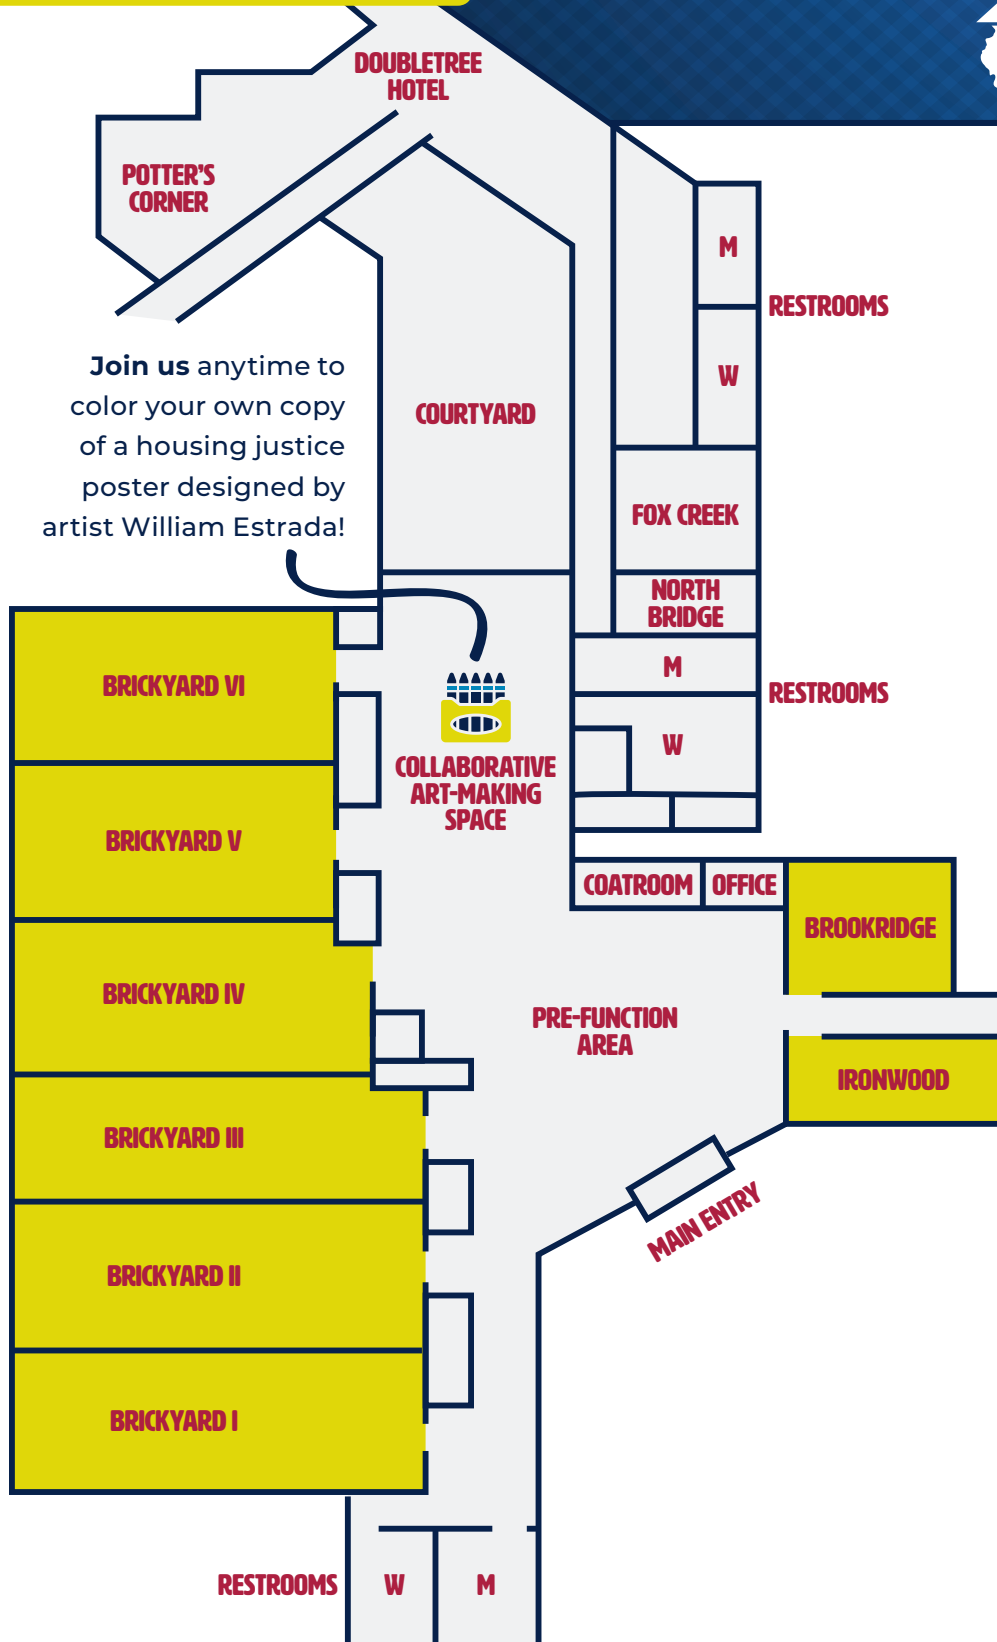 DOUBLETREE
HOTEL
POTTER'S
CORNER
M
RESTROOMS
W
Join us anytime to
color your own copy
of a housing justice
poster designed by
artist William Estrada!
COURTYARD
FOX CREEK
NORTH
BRIDGE
M
RESTROOMS
W
BRICKYARD VI
COLLABORATIVE
ART-MAKING
SPACE
BRICKYARD V
COATROOM
OFFICE
BROOKRIDGE
BRICKYARD IV
PRE-FUNCTION
AREA
IRONWOOD
BRICKYARD III
MAIN ENTRY
BRICKYARD II
BRICKYARD I
RESTROOMS
W
M